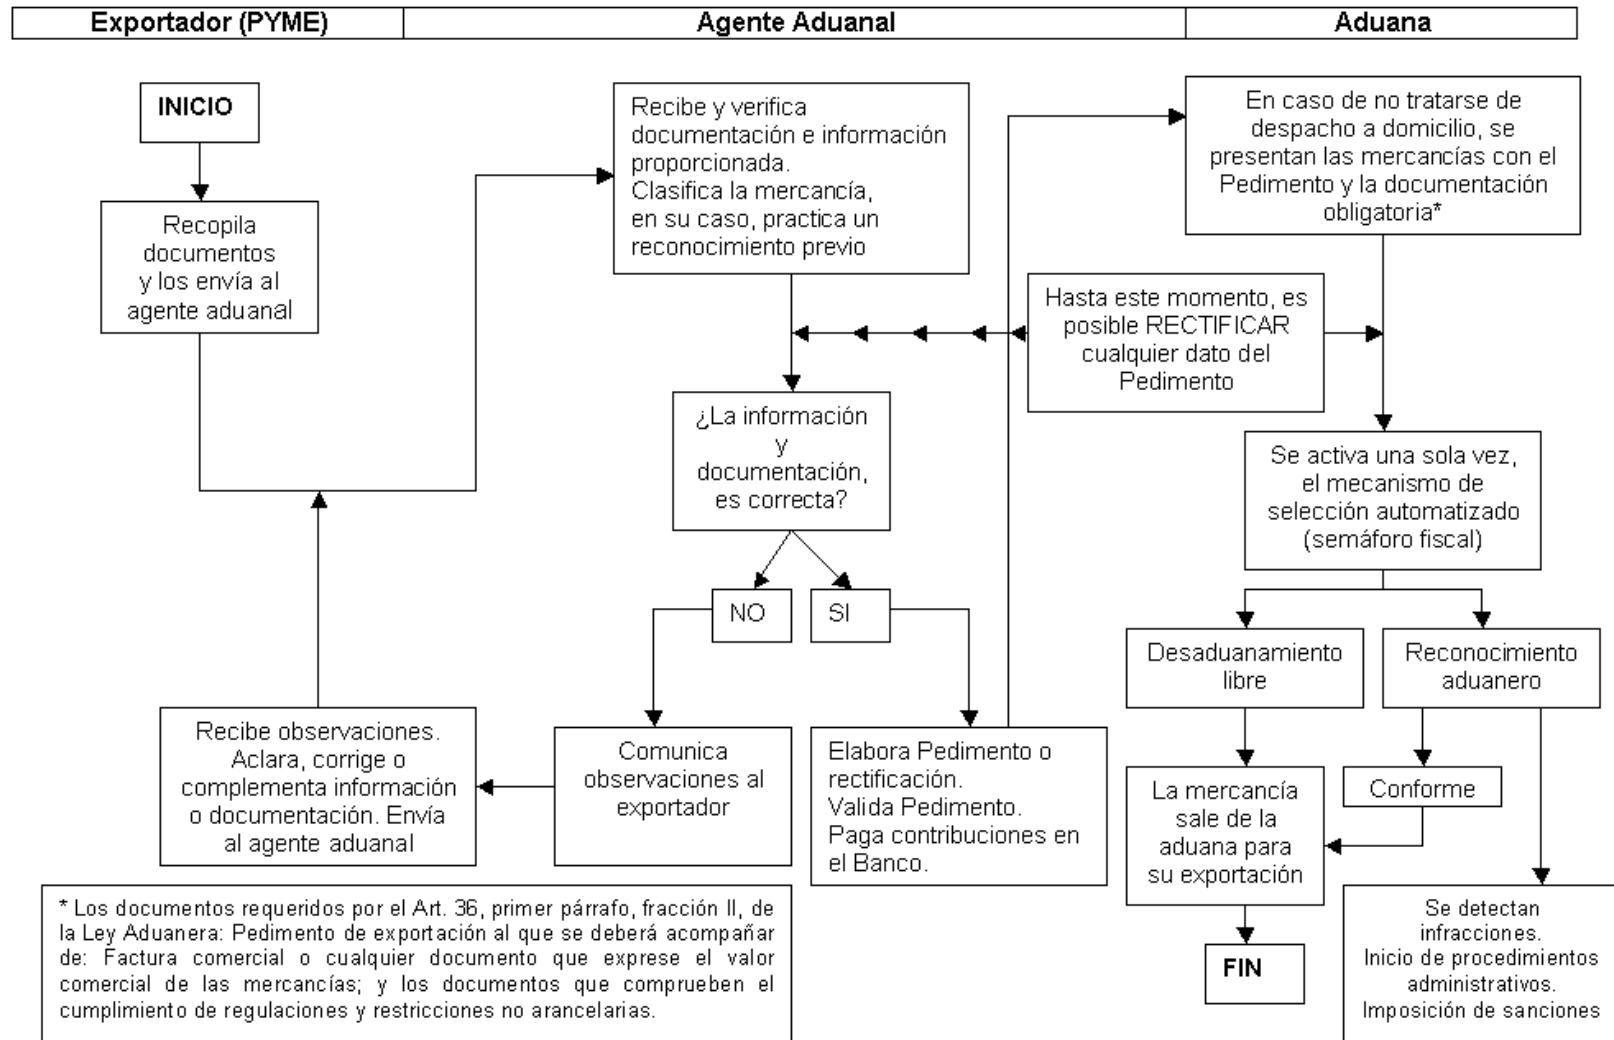 Exportador (PYME)
Agente Aduanal
Aduana
INICIO
Recopila
documentos
y los envía al
agente aduanal
Recibe y verifica
documentación e información
proporcionada.
Clasifica la mercancía,
en su caso, practica un
reconocimiento previo
En caso de no tratarse de
despacho a domicilio, se
presentan las mercancías con el
Pedimento y la documentación
obligatoria*
Hasta este momento, es
posible RECTIFICAR
cualquier dato del
Pedimento
¿La información
y
documentación,
es correcta?
Se activa una sola vez,
el mecanismo de
selección automatizado
(semáforo fiscal)
NO
SI
Desaduanamiento
libre
Reconocimiento
aduanero
Recibe observaciones.
Aclara, corrige o
complementa información
o documentación. Envía
al agente aduanal
Comunica
observaciones al
exportador
Elabora Pedimento o
rectificación.
Valida Pedimento.
Paga contribuciones en
el Banco.
La mercancía
sale de la
aduana para
su exportación
Conforme
* Los documentos requeridos por el Art. 36, primer párrafo, fracción II, de
la Ley Aduanera: Pedimento de exportación al que se deberá acompañar
de: Factura comercial o cualquier documento que exprese el valor
comercial de las mercancías; y los documentos que comprueben el
cumplimiento de regulaciones y restricciones no arancelarias.
FIN
Se detectan
infracciones.
Inicio de procedimientos
administrativos.
Imposición de sanciones